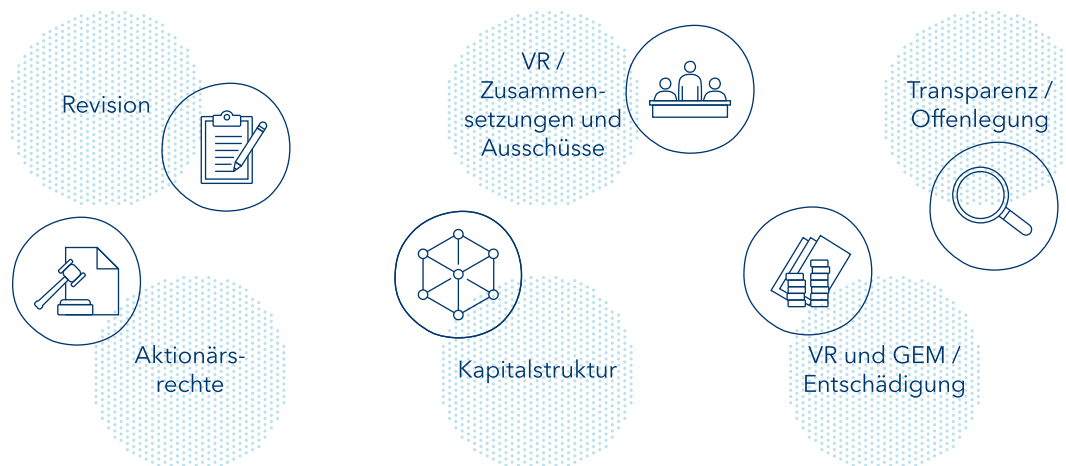 Revision
VR /
Zusammen-
setzungen und
Ausschüsse
Transparenz /
Offenlegung
Aktionärs-
rechte
Kapitalstruktur
VR und GEM /
Entschädigung